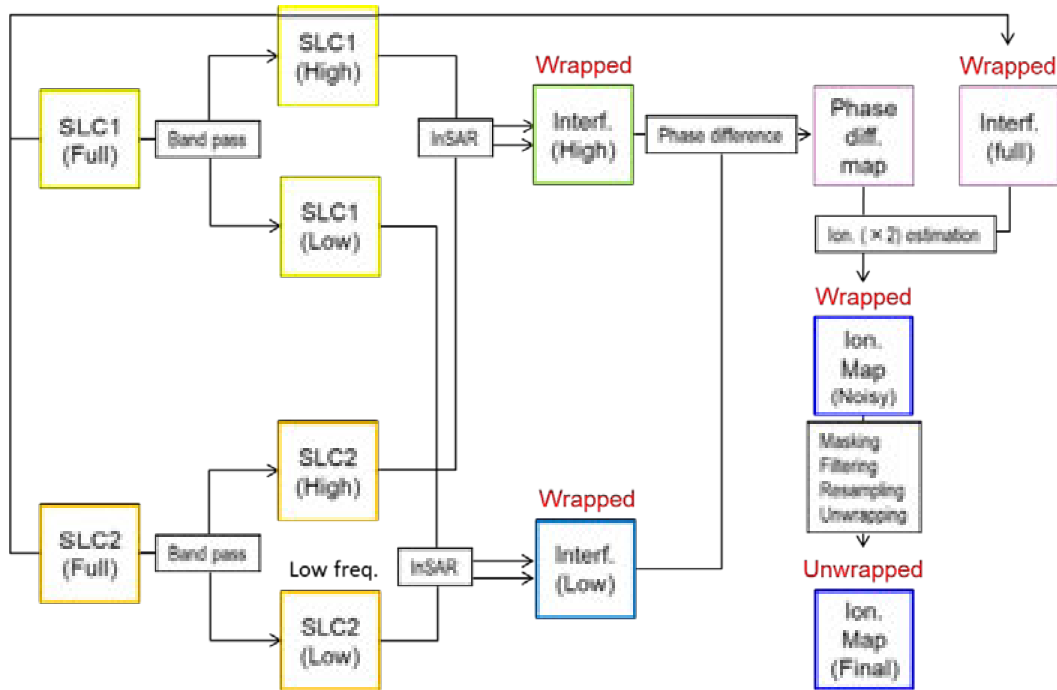 SLC1
(High)
Wrapped
Wrapped
SLC1
(Full)
Band pass
InSAR
Interf.
(High)
Phase difference
Phase
diff.
map
Interf.
(full)
SLC1
(Low)
Ion. (×2) estimation
Wrapped
Ion.
Map
(Noisy)
SLC2
(High)
Masking
Filtering
Resampling
Unwrapping
Wrapped
SLC2
(Full)
Band pass
Low freq.
InSAR
Interf.
(Low)
Unwrapped
SLC2
(Low)
Ion.
Map
(Final)